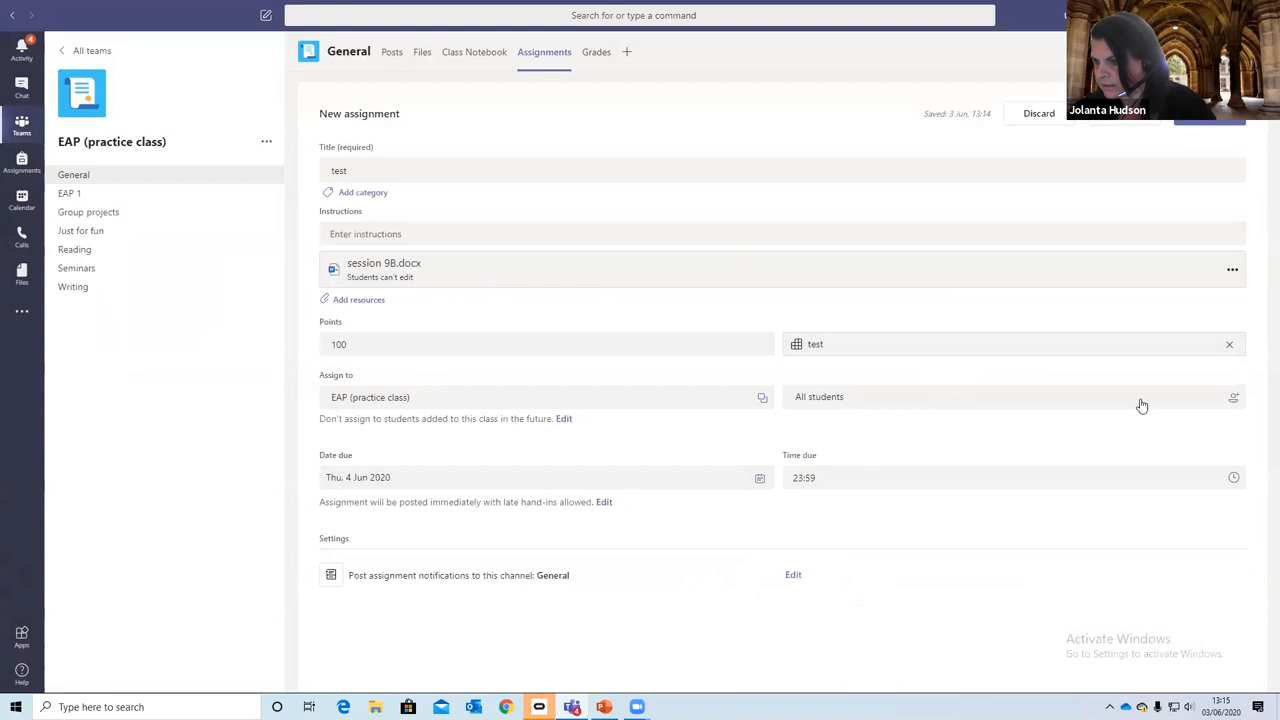 Search for or type a command
4
Activity
Chat
Teams
Assignments
Calendar
Calls
Files
Apps
Help
All teams
EAP (practice class)
General
EAP 1
Group projects
Just for fun
Reading
Seminars
Writing
General
Posts
Files
Class Notebook
Assignments
Grades
Jolanta Hudson
New assignment
Saved: 3 Jun, 13:14
Discard
Title (required)
test
Add category
Instructions
Enter instructions
session 9B.docx
Students can't edit
Add resources
Points
100
test
Assign to
EAP (practice class)
All students
Don't assign to students added to this class in the future. Edit
Date due
Time due
Thu, 4 Jun 2020
23:59
Assignment will be posted immediately with late hand-ins allowed. Edit
Settings
Post assignment notifications to this channel: General
Edit
Activate Windows
Go to Settings to activate Windows.
Type here to search
13:15
03/06/2020